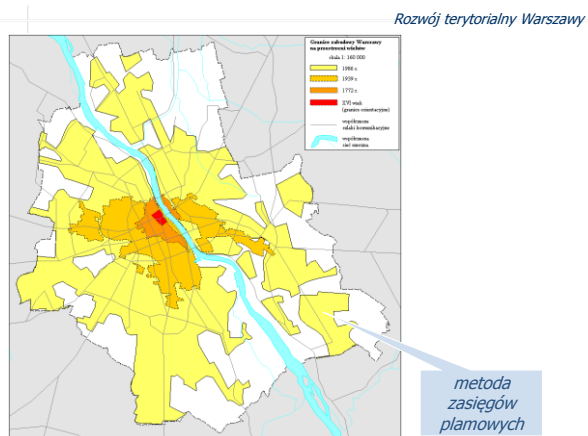 Rozwój terytorialny Warszawy
Granice zabudowy Warszawy
na przestrzeni wieków
skala 1: 160 000
1986 r.
1939 r.
1772 r.
XVI wiek
(granice orientacyjne)
współczesne
szlaki komunikacyjne
współczesna
sieć rzeczna
metoda
zasięgów
plamowych